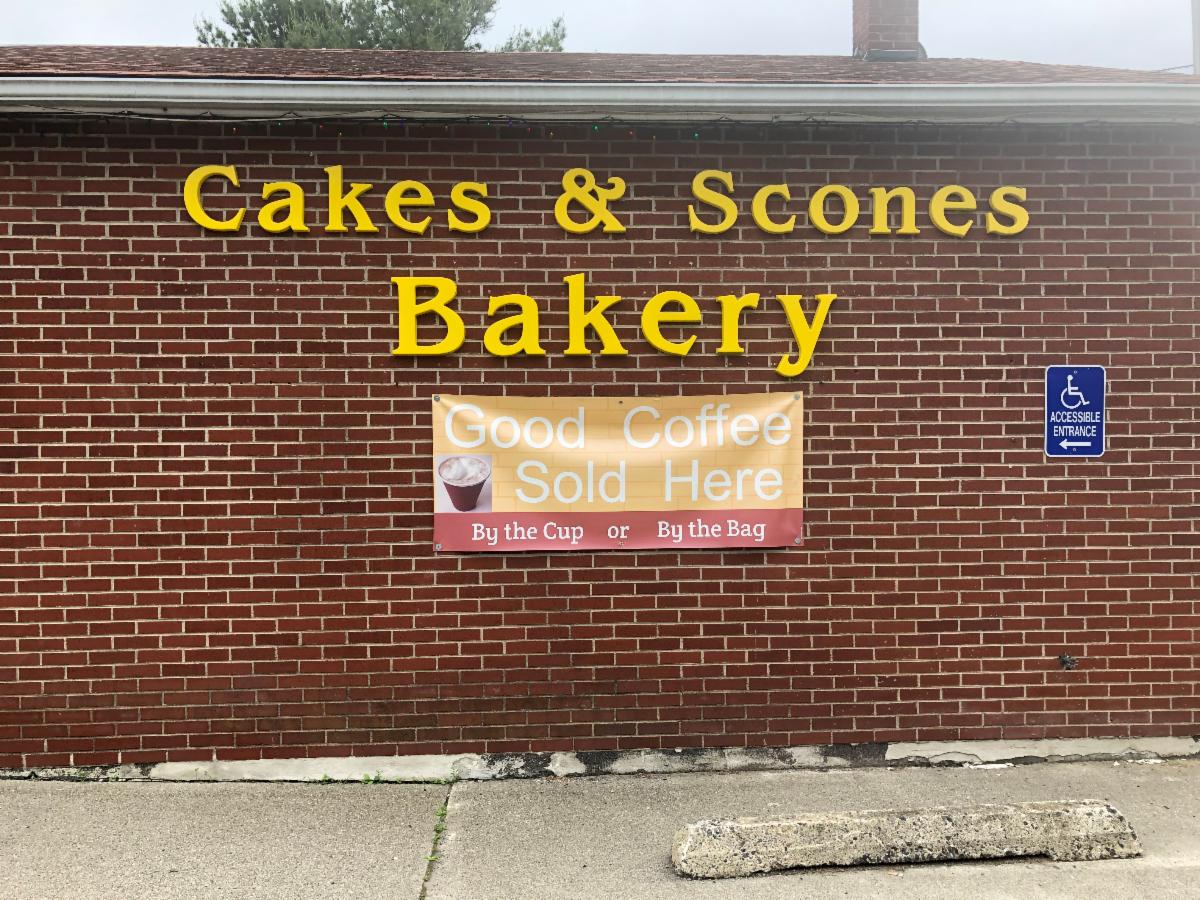 Cakes & Scones
Bakery
Good Coffee
Sold Here
By the Cup or By the Bag
ACCESSIBLE
ENTRANCE